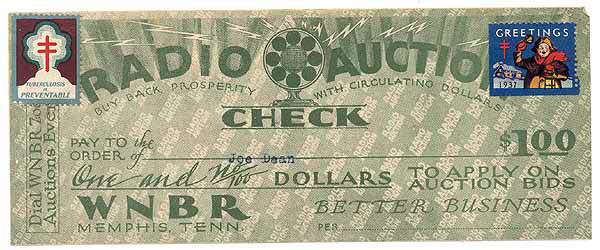 RADIO AUCTION
BUY BACK PROSPERITY WITH CIRCULATING DOLLARS
CHECK
TUBERCULOSIS
IS
PREVENTABLE
GREETINGS
1937
Dial WNBR for
Auctions Every
PAY TO the
ORDER of Joe Dean $1.00
One and No/100 DOLLARS
TO APPLY ON
AUCTION BIDS
WNBR BETTER BUSINESS
MEMPHIS, TENN. PER